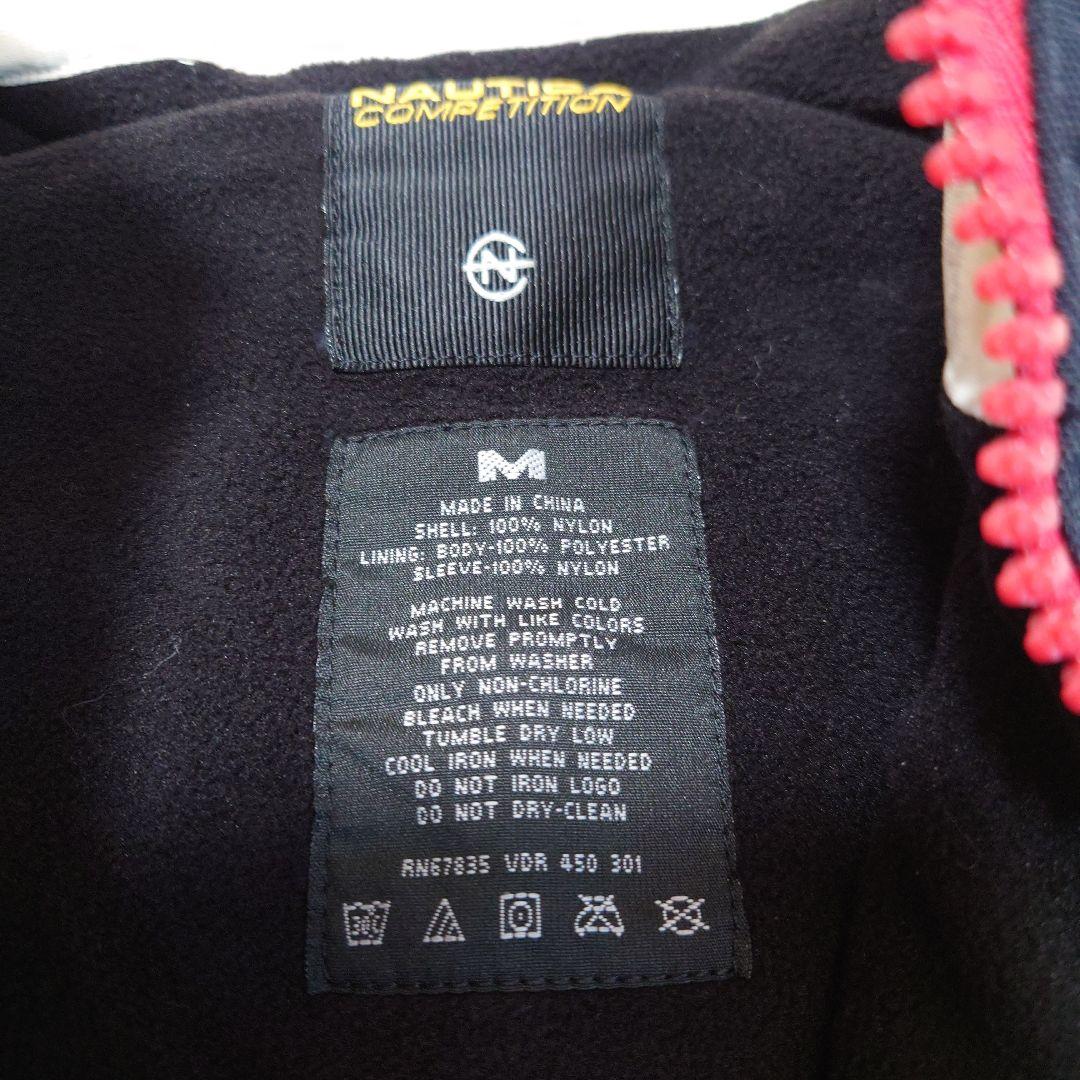 NAUTICA
COMPETITION
N
M
MADE IN CHINA
SHELL: 100% NYLON
LINING: BODY-100% POLYESTER
SLEEVE-100% NYLON
MACHINE WASH COLD
WASH WITH LIKE COLORS
REMOVE PROMPTLY
FROM WASHER
ONLY NON-CHLORINE
BLEACH WHEN NEEDED
TUMBLE DRY LOW
COOL IRON WHEN NEEDED
DO NOT IRON LOGO
DO NOT DRY-CLEAN
RN67835 VDR 450 301
30C